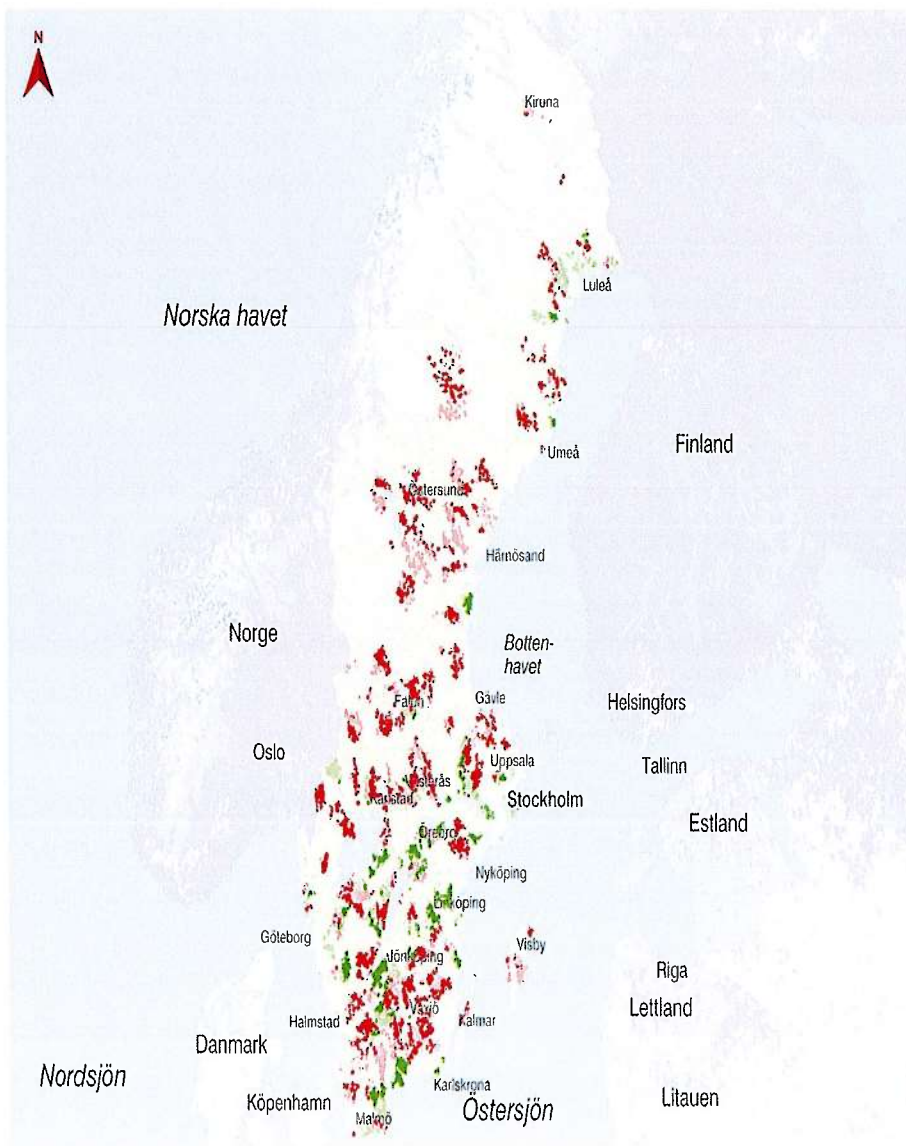 N
Kiruna
Luleå
Norska havet
Finland
Umeå
Östersund
Härnösand
Norge
Botten-
havet
Gävle
Falun
Helsingfors
Oslo
Uppsala
Tallinn
Västerås
Karlstad
Stockholm
Estland
Örebro
Nyköping
Linköping
Göteborg
Visby
Jönköping
Riga
Lettland
Växjö
Halmstad
Kalmar
Danmark
Nordsjön
Karlskrona
Köpenhamn
Östersjön
Litauen
Malmö